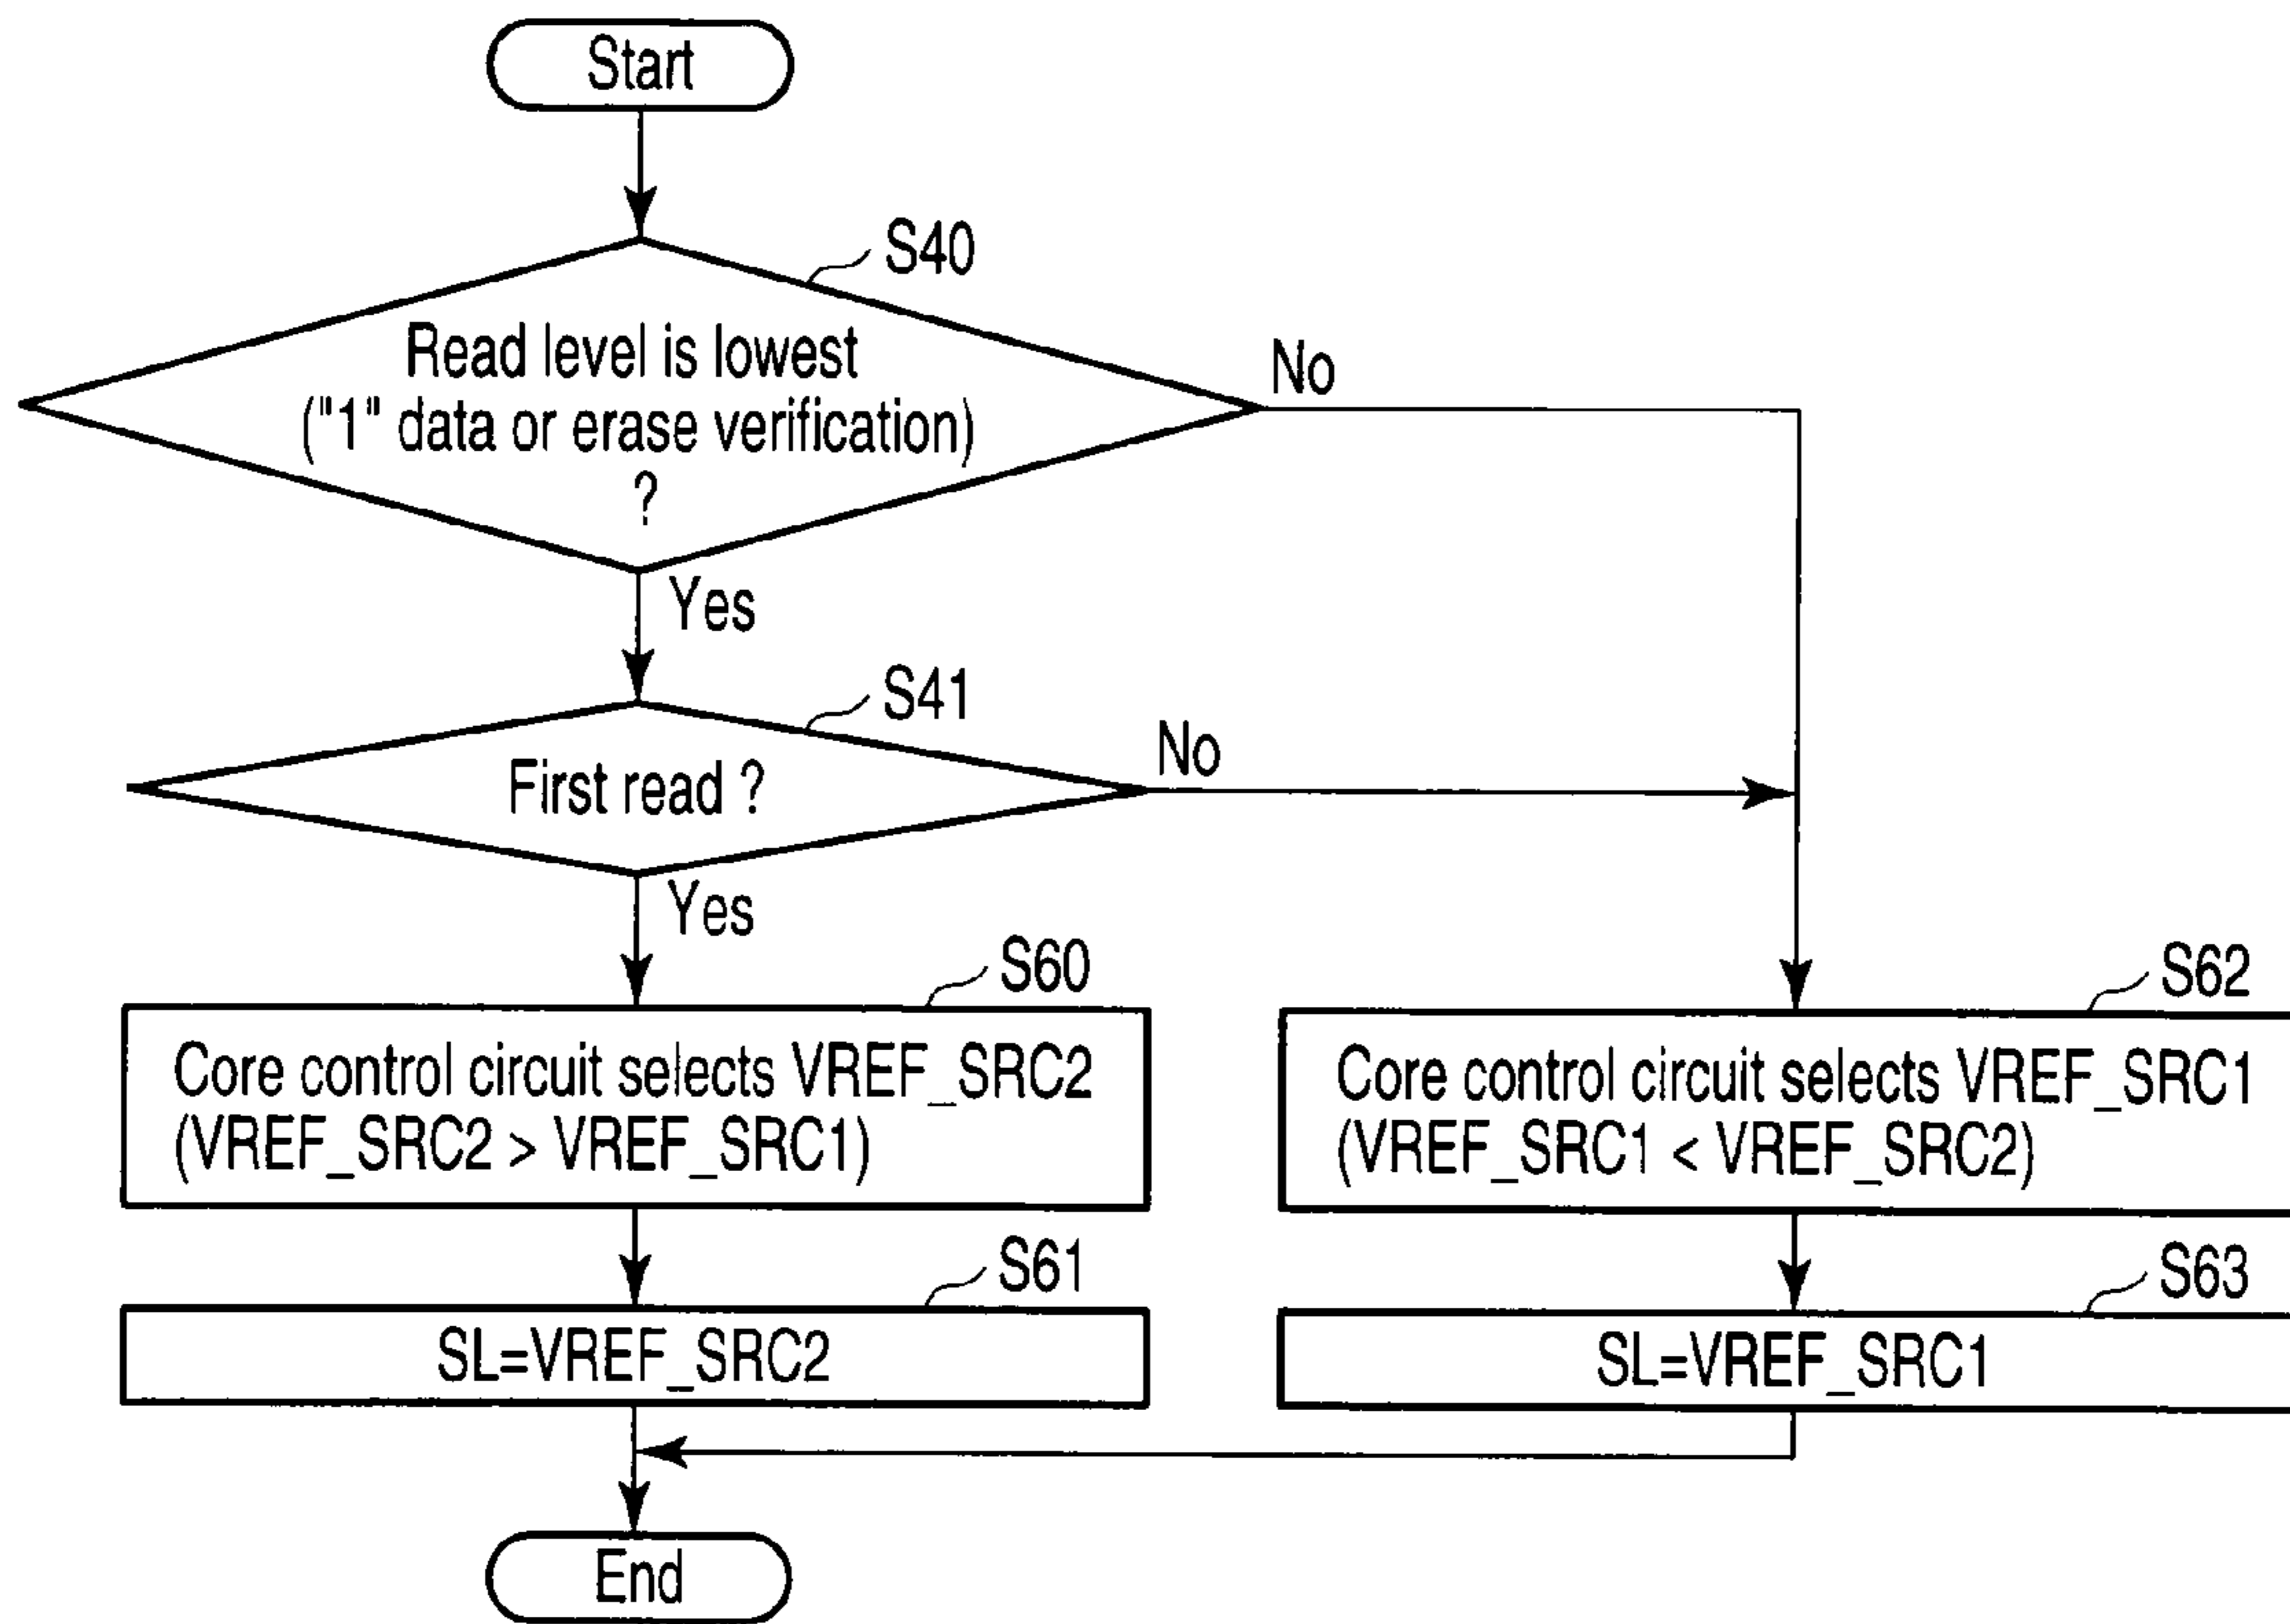 Start
S40
Read level is lowest
("1" data or erase verification)
?
No
Yes
S41
First read ?
No
Yes
S60
Core control circuit selects VREF_SRC2
(VREF_SRC2 > VREF_SRC1)
S62
Core control circuit selects VREF_SRC1
(VREF_SRC1 < VREF_SRC2)
S61
SL=VREF_SRC2
S63
SL=VREF_SRC1
End